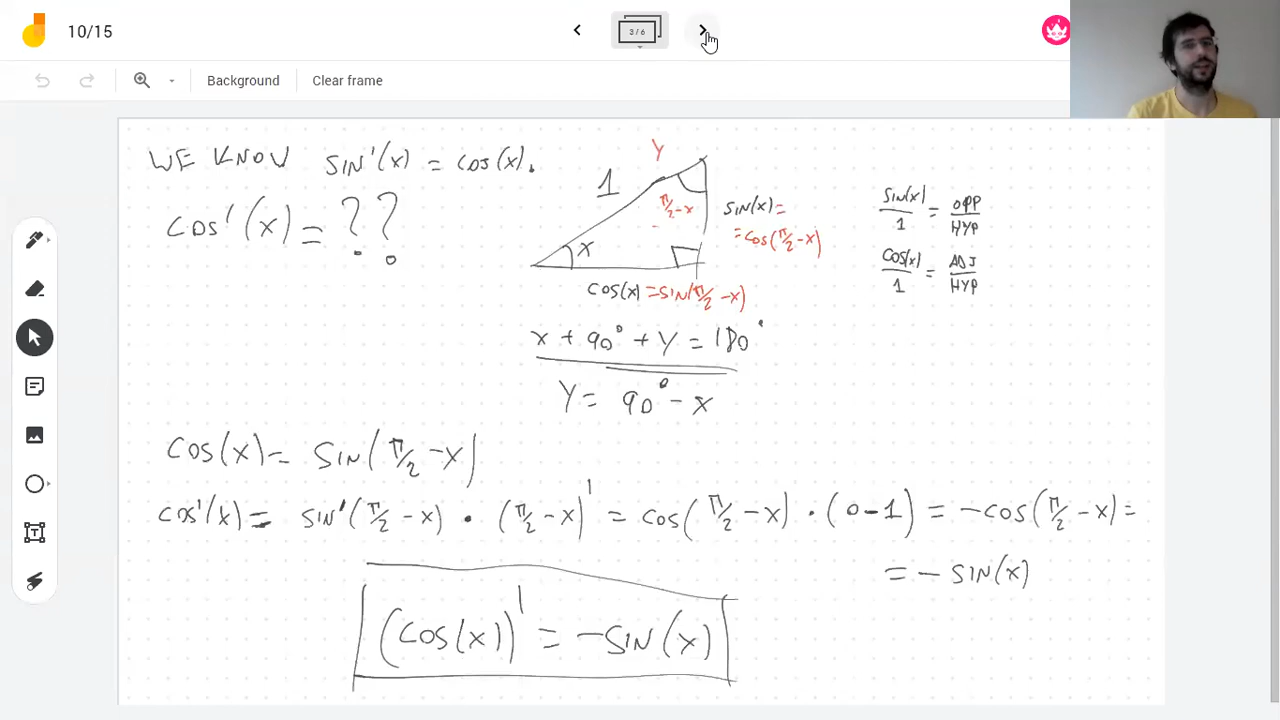 10/15
3 / 6
Background
Clear frame
WE KNOW SIN'(x) = COS(x).
COS'(x) = ??
1
Y
π/2-x
x
SIN(x)=
=COS(π/2-x)
COS(x)=SIN(π/2-x)
SIN(x)/1 = OPP/HYP
COS(x)/1 = ADJ/HYP
x + 90° + Y = 180°
Y = 90° - x
COS(x) = SIN(π/2 - x)
COS'(x) = SIN'(π/2 - x) · (π/2 - x)' = COS(π/2 - x) · (0-1) = -COS(π/2 - x) =
= - SIN(x)
(COS(x))' = -SIN(x)